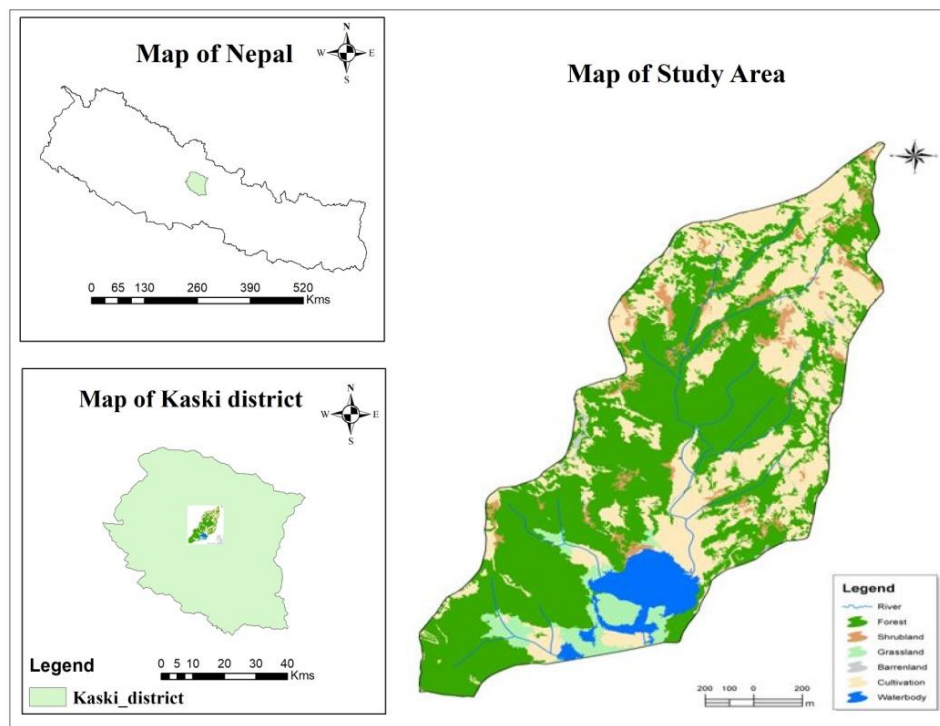 Map of Nepal
N
W E
S
0 65 130 260 390 520
Kms
Map of Kaski district
N
W E
S
Legend
0 5 10 20 30 40
Kms
Kaski_district
Map of Study Area
Legend
River
Forest
Shrubland
Grassland
Barrenland
Cultivation
Waterbody
200 100 0 200
m